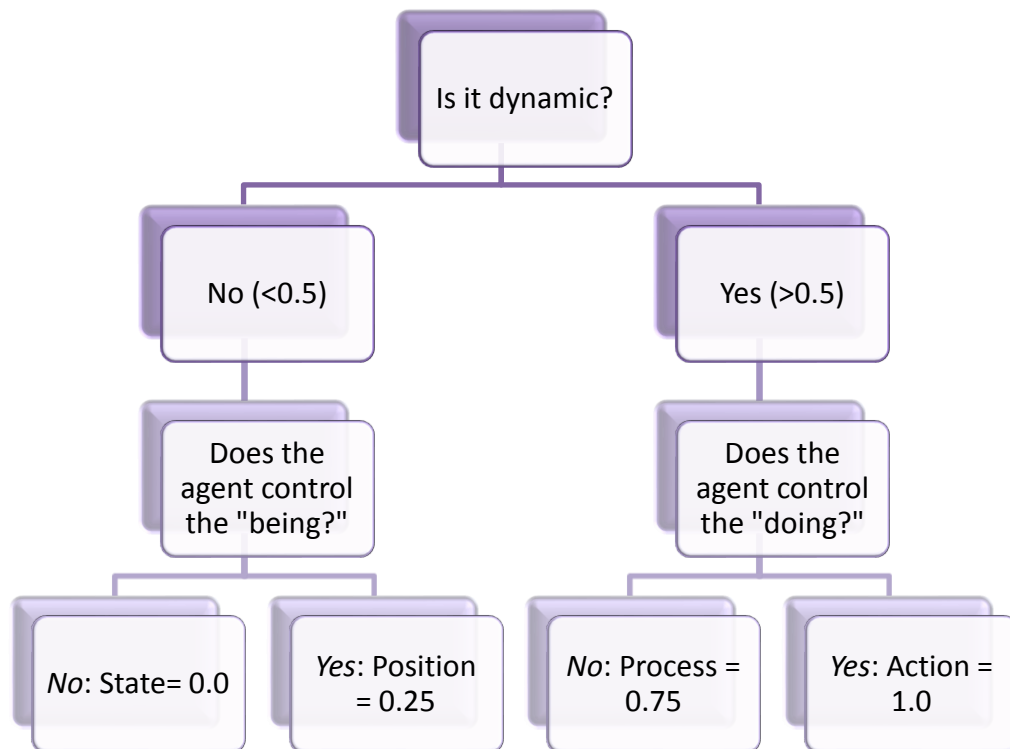 Is it dynamic?
No (<0.5)
Yes (>0.5)
Does the
agent control
the "being?"
Does the
agent control
the "doing?"
No: State= 0.0
Yes: Position
= 0.25
No: Process =
0.75
Yes: Action =
1.0